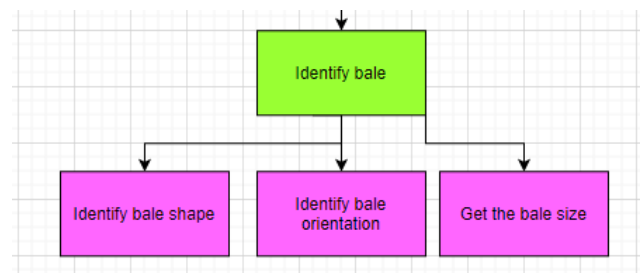 Identify bale
Identify bale shape
Identify bale
orientation
Get the bale size